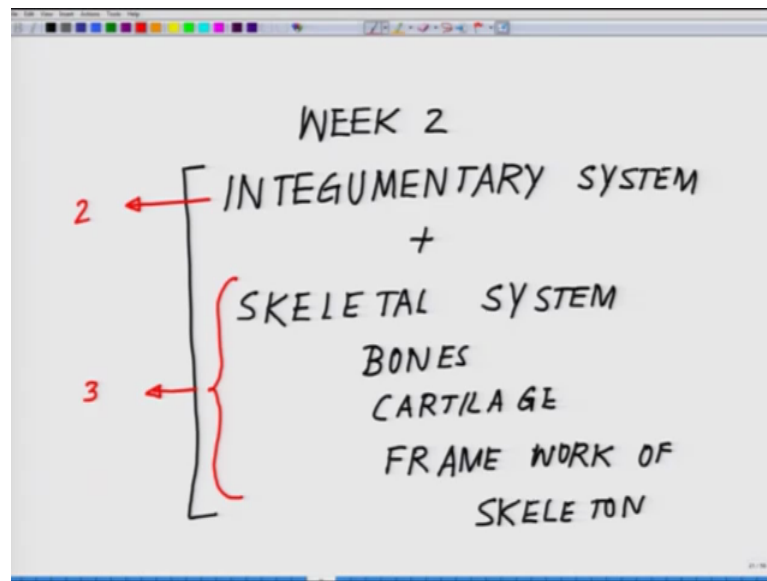 WEEK 2
2 INTEGUMENTARY SYSTEM
+
SKELETAL SYSTEM
BONES
3 CARTILAGE
FRAME WORK OF
SKELETON